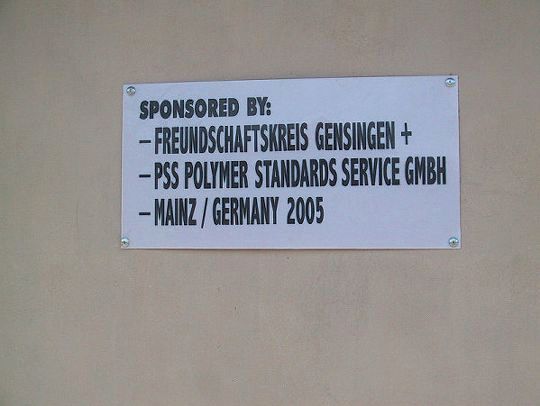 SPONSORED BY:
– FREUNDSCHAFTSKREIS GENSINGEN +
– PSS POLYMER STANDARDS SERVICE GMBH
– MAINZ / GERMANY 2005